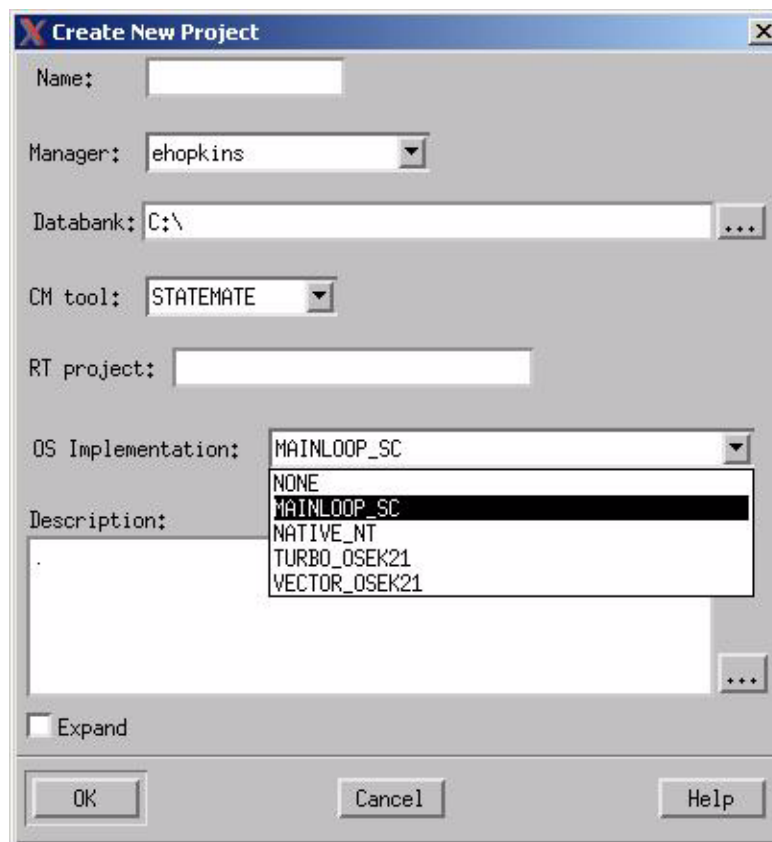 Create New Project
Name:
Manager: ehopkins
Databank: C:\ ...
CM tool: STATEMATE
RT project:
OS Implementation: MAINLOOP_SC
NONE
MAINLOOP_SC
Description:
NATIVE_NT
. TURBO_OSEK21
VECTOR_OSEK21
...
Expand
OK Cancel Help